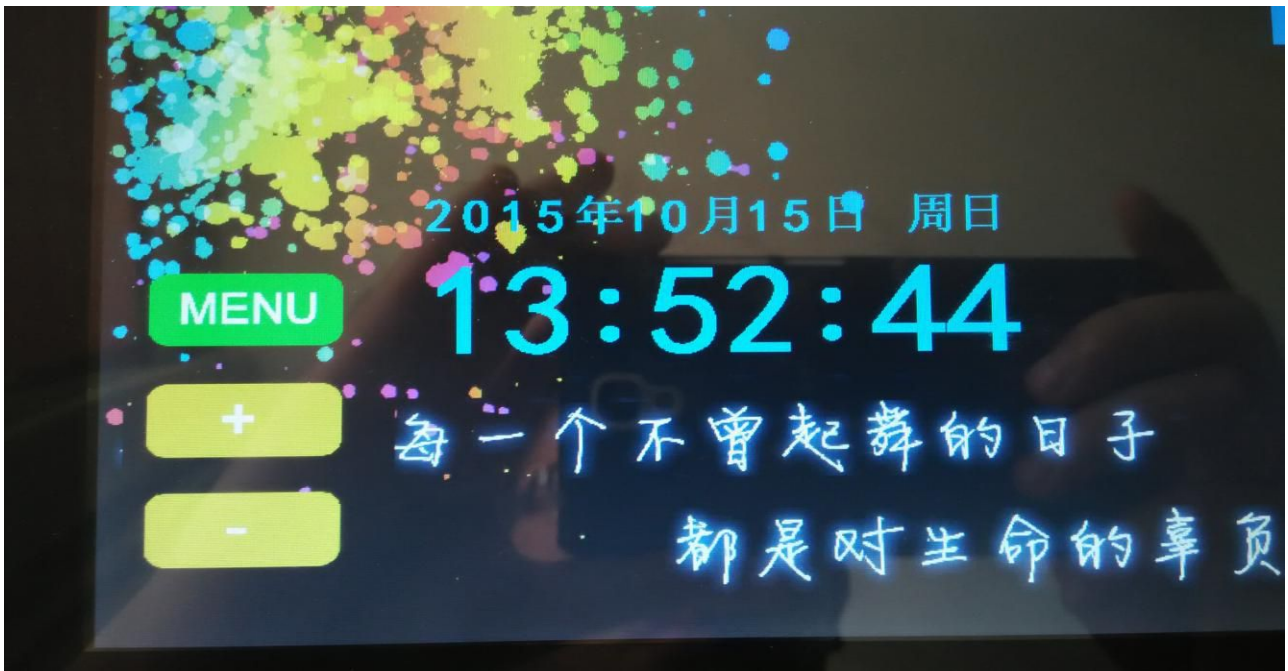 2015年10月15日 周日
MENU
13:52:44
+
每一个不曾起舞的日子
-
都是对生命的辜负